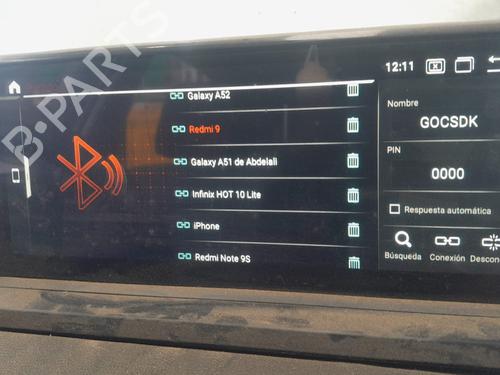 B-PARTS
12:11
Galaxy A52
Redmi 9
Galaxy A51 de Abdelali
Infinix HOT 10 Lite
iPhone
Redmi Note 9S
Nombre
GOCSDK
PIN
0000
Respuesta automática
Búsqueda
Conexión
Descon